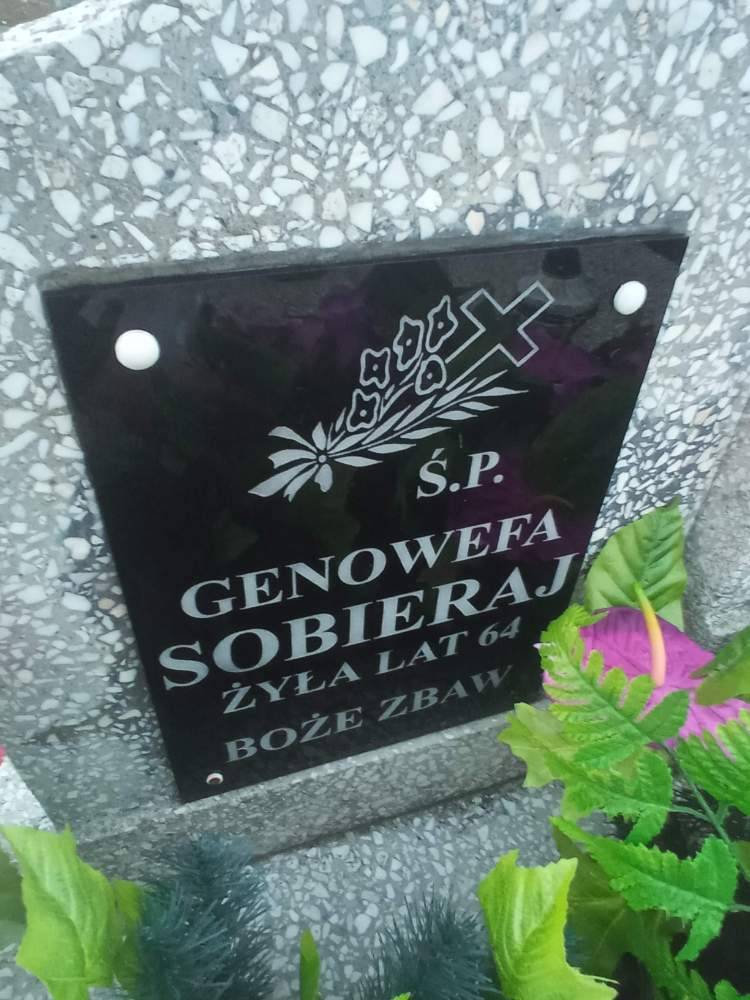 Ś.P.
GENOWEFA
SOBIERAJ
ŻYŁA LAT 64
BOŻE ZBAW